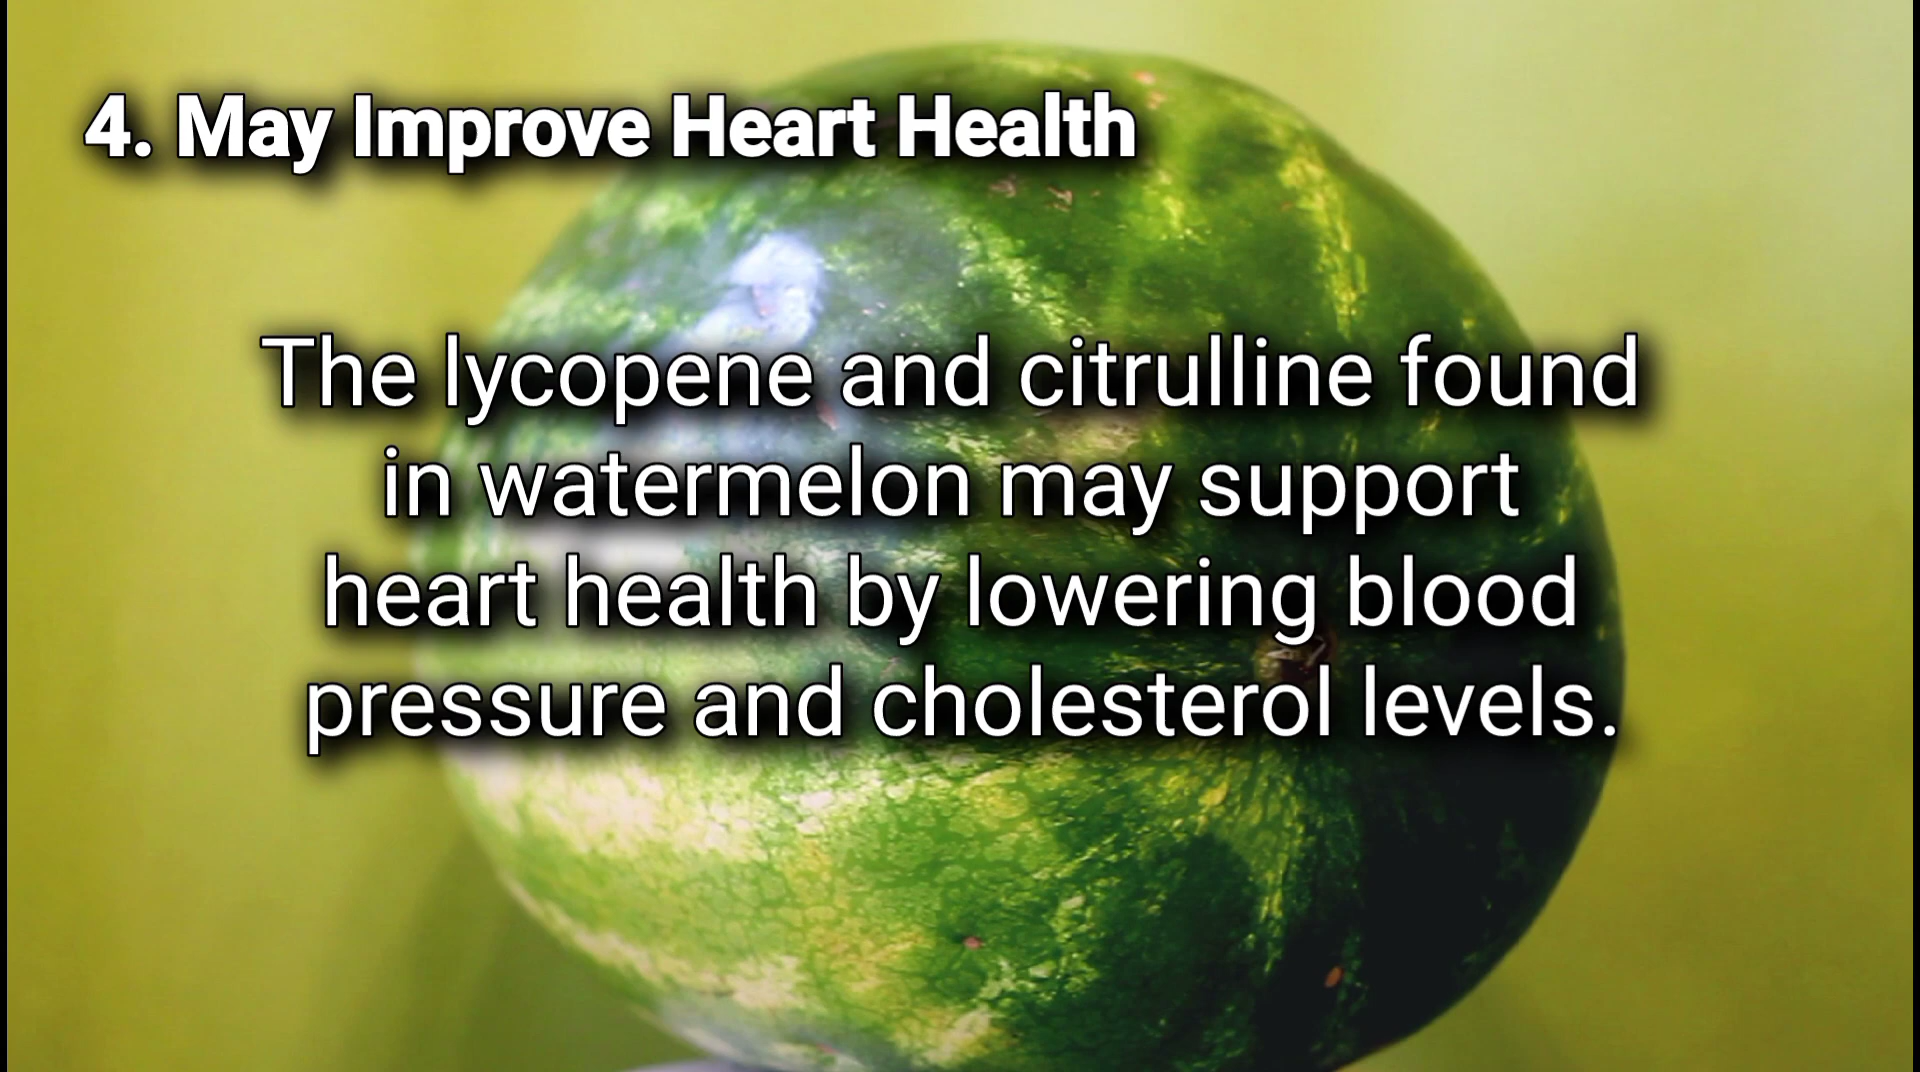 4. May Improve Heart Health
The lycopene and citrulline found
in watermelon may support
heart health by lowering blood
pressure and cholesterol levels.